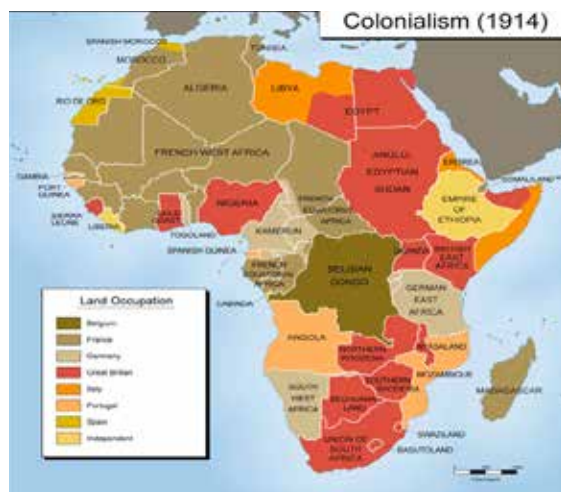 Colonialism (1914)
SPANISH MOROCCO
TUNISIA
MOROCCO
ALGERIA
LIBYA
EGYPT
RIO DE ORO
FRENCH WEST AFRICA
ANGLO-
EGYPTIAN
SUDAN
ERITREA
GAMBIA
PORT GUINEA
SOMALILAND
NIGERIA
FRENCH
EQUATORIAL
AFRICA
EMPIRE
OF
ETHIOPIA
SIERRA
LEONE
GOLD
COAST
LIBERIA
TOGOLAND
KAMERUN
SPANISH GUINEA
UGANDA
BRITISH
EAST
AFRICA
FRENCH
EQUATORIAL
AFRICA
BELGIAN
CONGO
CABINDA
GERMAN
EAST
AFRICA
Land Occupation
Belgium
France
Germany
Great Britain
Italy
Portugal
Spain
Independent
ANGOLA
NYASALAND
NORTHERN
RHODESIA
MOZAMBIQUE
SOUTH
WEST
AFRICA
SOUTHERN
RHODESIA
MADAGASCAR
BECHUANA
LAND
SWAZILAND
UNION OF
SOUTH
AFRICA
BASUTOLAND